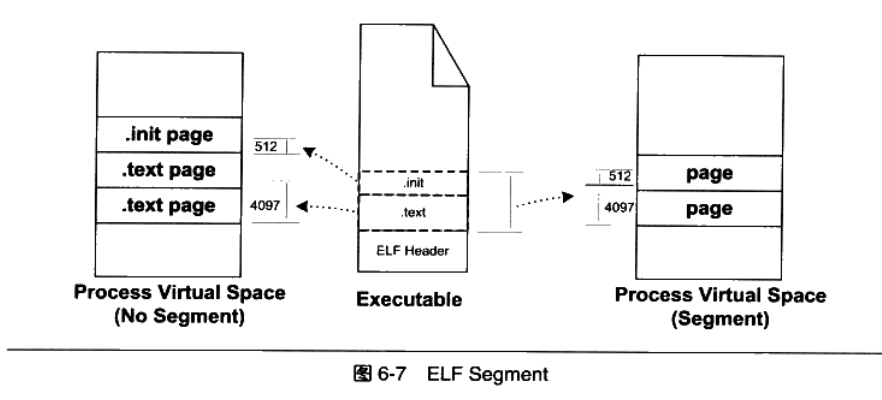 .init page
.text page
.text page
512
4097
Process Virtual Space
(No Segment)
.init
.text
ELF Header
Executable
512
4097
page
page
Process Virtual Space
(Segment)
图 6-7 ELF Segment